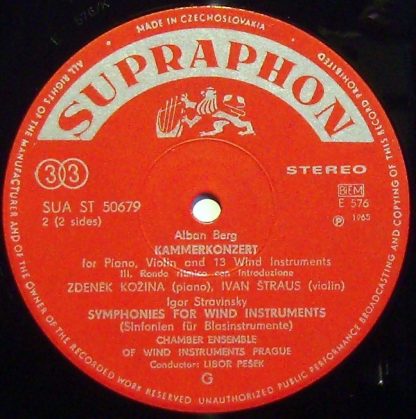 MADE IN CZECHOSLOVAKIA
ALL RIGHTS OF THE MANUFACTURER AND OF THE OWNER OF THE RECORDED WORK RESERVED UNAUTHORIZED PUBLIC PERFORMANCE BROADCASTING AND COPYING OF THIS RECORD PROHIBITED
SUPRAPHON
33
STEREO
SUA ST 50679
2 (2 sides)
BIEM
E 576
℗ 1965
Alban Berg
KAMMERKONZERT
for Piano, Violin and 13 Wind Instruments
III. Rondo ritmico con Introduzione
ZDENĚK KOŽINA (piano), IVAN ŠTRAUS (violin)
Igor Stravinsky
SYMPHONIES FOR WIND INSTRUMENTS
(Sinfonien für Blasinstrumente)
CHAMBER ENSEMBLE
OF WIND INSTRUMENTS PRAGUE
Conductor: LIBOR PEŠEK
G